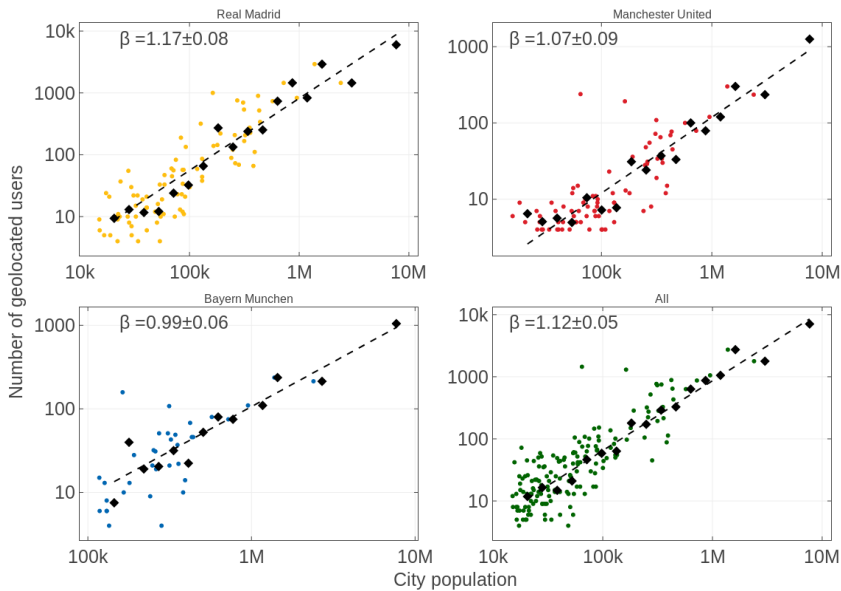 Real Madrid
Manchester United
β =1.17±0.08
β =1.07±0.09
10k
1000
100
10
10k
100k
1M
10M
1000
100
10
100k
1M
10M
Bayern Munchen
All
β =0.99±0.06
β =1.12±0.05
1000
100
10
100k
1M
10M
10k
1000
100
10
10k
100k
1M
10M
Number of geolocated users
City population